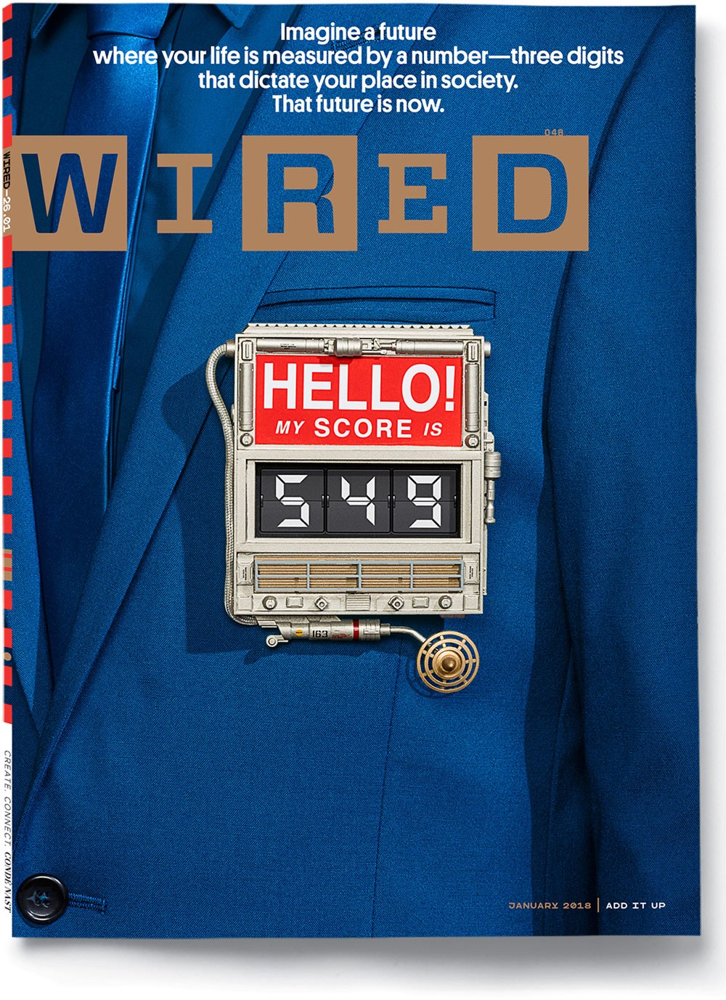 Imagine a future
where your life is measured by a number—three digits
that dictate your place in society.
That future is now.
048
WIRED
WIRED—26.01
HELLO!
MY SCORE IS
549
163
CREATE. CONNECT. CONDÉ NAST
JANUARY 2018 | ADD IT UP